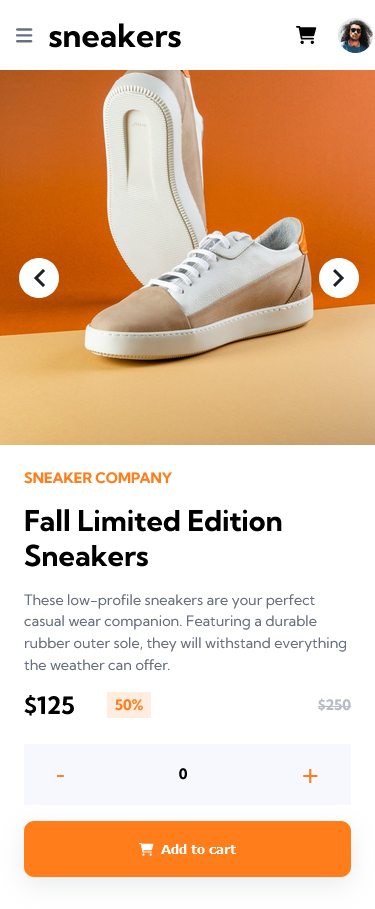 sneakers
SNEAKER COMPANY
Fall Limited Edition
Sneakers
These low-profile sneakers are your perfect
casual wear companion. Featuring a durable
rubber outer sole, they will withstand everything
the weather can offer.
$125 50% $250
- 0 +
Add to cart